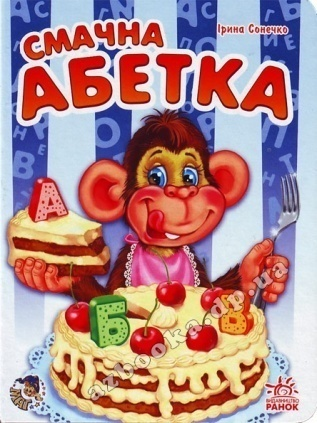 Ірина Сонечко
СМАЧНА
АБЕТКА
А
Б
В
azbooka.dp.ua
ВИДАВНИЦТВО
РАНОК